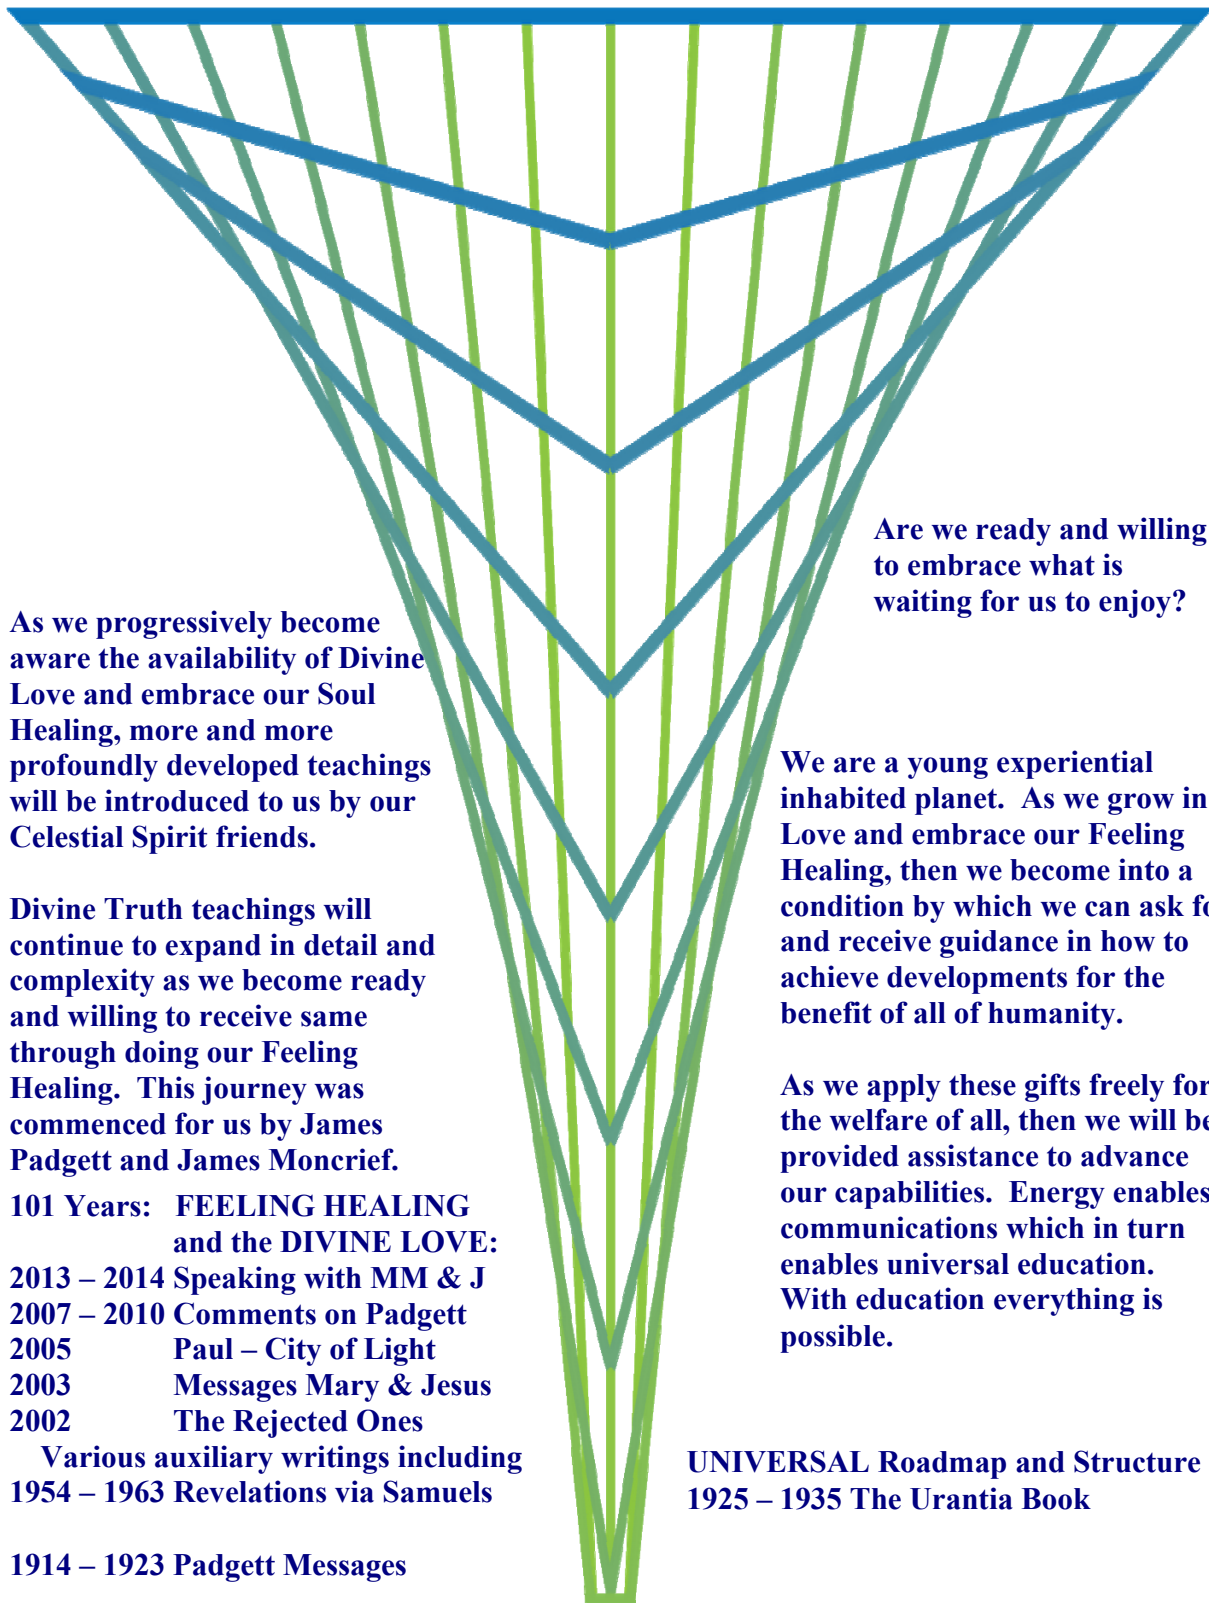 Are we ready and willing
to embrace what is
waiting for us to enjoy?
As we progressively become
aware the availability of Divine
Love and embrace our Soul
Healing, more and more
profoundly developed teachings
will be introduced to us by our
Celestial Spirit friends.
Divine Truth teachings will
continue to expand in detail and
complexity as we become ready
and willing to receive same
through doing our Feeling
Healing.  This journey was
commenced for us by James
Padgett and James Moncrief.
We are a young experiential
inhabited planet.  As we grow in
Love and embrace our Feeling
Healing, then we become into a
condition by which we can ask fo
and receive guidance in how to
achieve developments for the
benefit of all of humanity.
As we apply these gifts freely for
the welfare of all, then we will be
provided assistance to advance
our capabilities.  Energy enables
communications which in turn
enables universal education.
With education everything is
possible.
101 Years:   FEELING HEALING
and the DIVINE LOVE:
2013 – 2014 Speaking with MM & J
2007 – 2010 Comments on Padgett
2005 Paul – City of Light
2003 Messages Mary & Jesus
2002 The Rejected Ones
Various auxiliary writings including
1954 – 1963 Revelations via Samuels
1914 – 1923 Padgett Messages
UNIVERSAL Roadmap and Structure
1925 – 1935 The Urantia Book